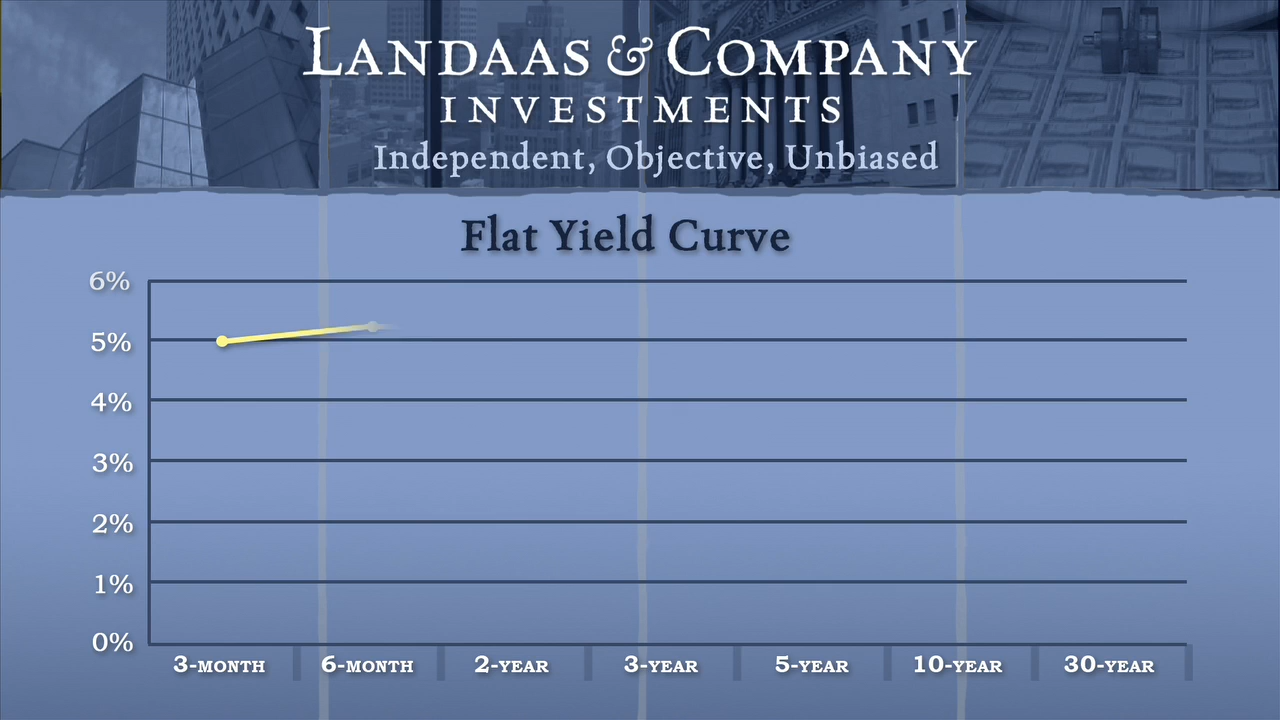 LANDAAS & COMPANY
INVESTMENTS
Independent, Objective, Unbiased
Flat Yield Curve
6%
5%
4%
3%
2%
1%
0%
3-MONTH 6-MONTH 2-YEAR 3-YEAR 5-YEAR 10-YEAR 30-YEAR